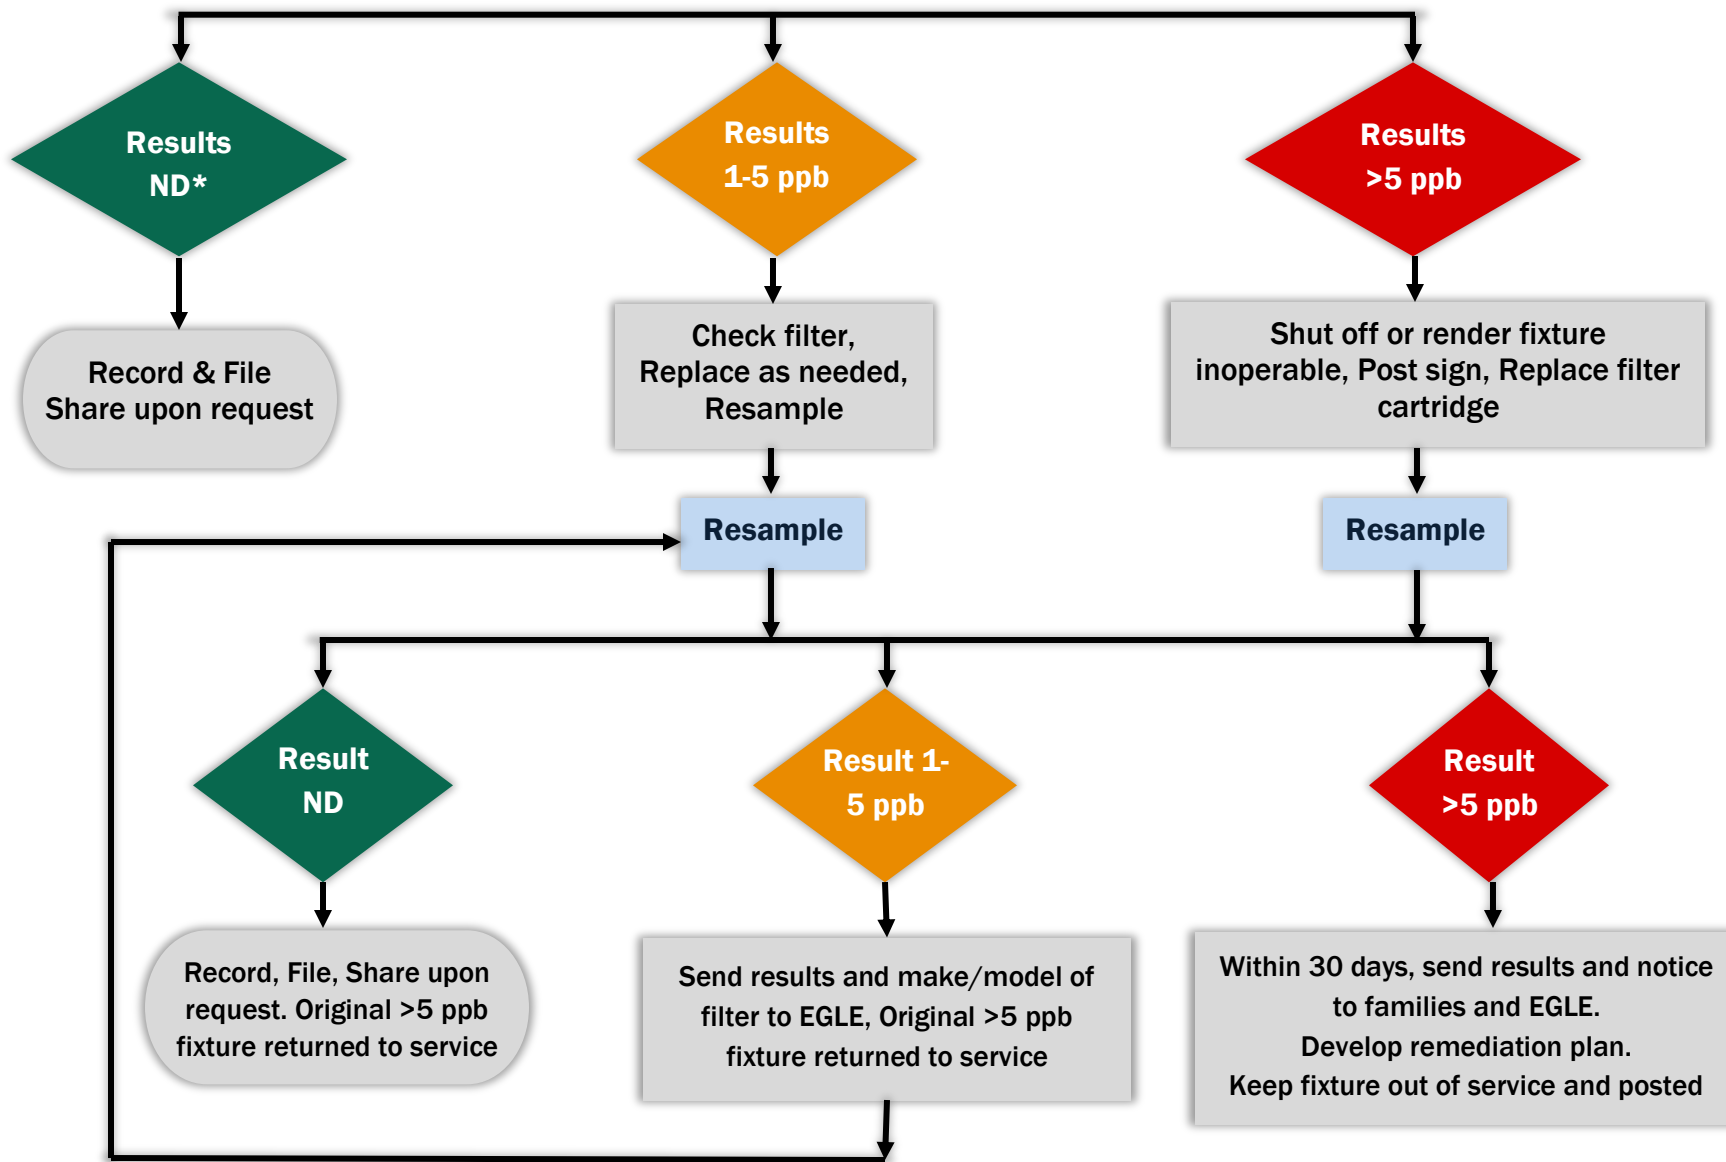 Results
ND*
Results
1-5 ppb
Results
>5 ppb
Record & File
Share upon request
Check filter,
Replace as needed,
Resample
Shut off or render fixture
inoperable, Post sign, Replace filter
cartridge
Resample
Resample
Result
ND
Result 1-
5 ppb
Result
>5 ppb
Record, File, Share upon
request. Original >5 ppb
fixture returned to service
Send results and make/model of
filter to EGLE, Original >5 ppb
fixture returned to service
Within 30 days, send results and notice
to families and EGLE.
Develop remediation plan.
Keep fixture out of service and posted